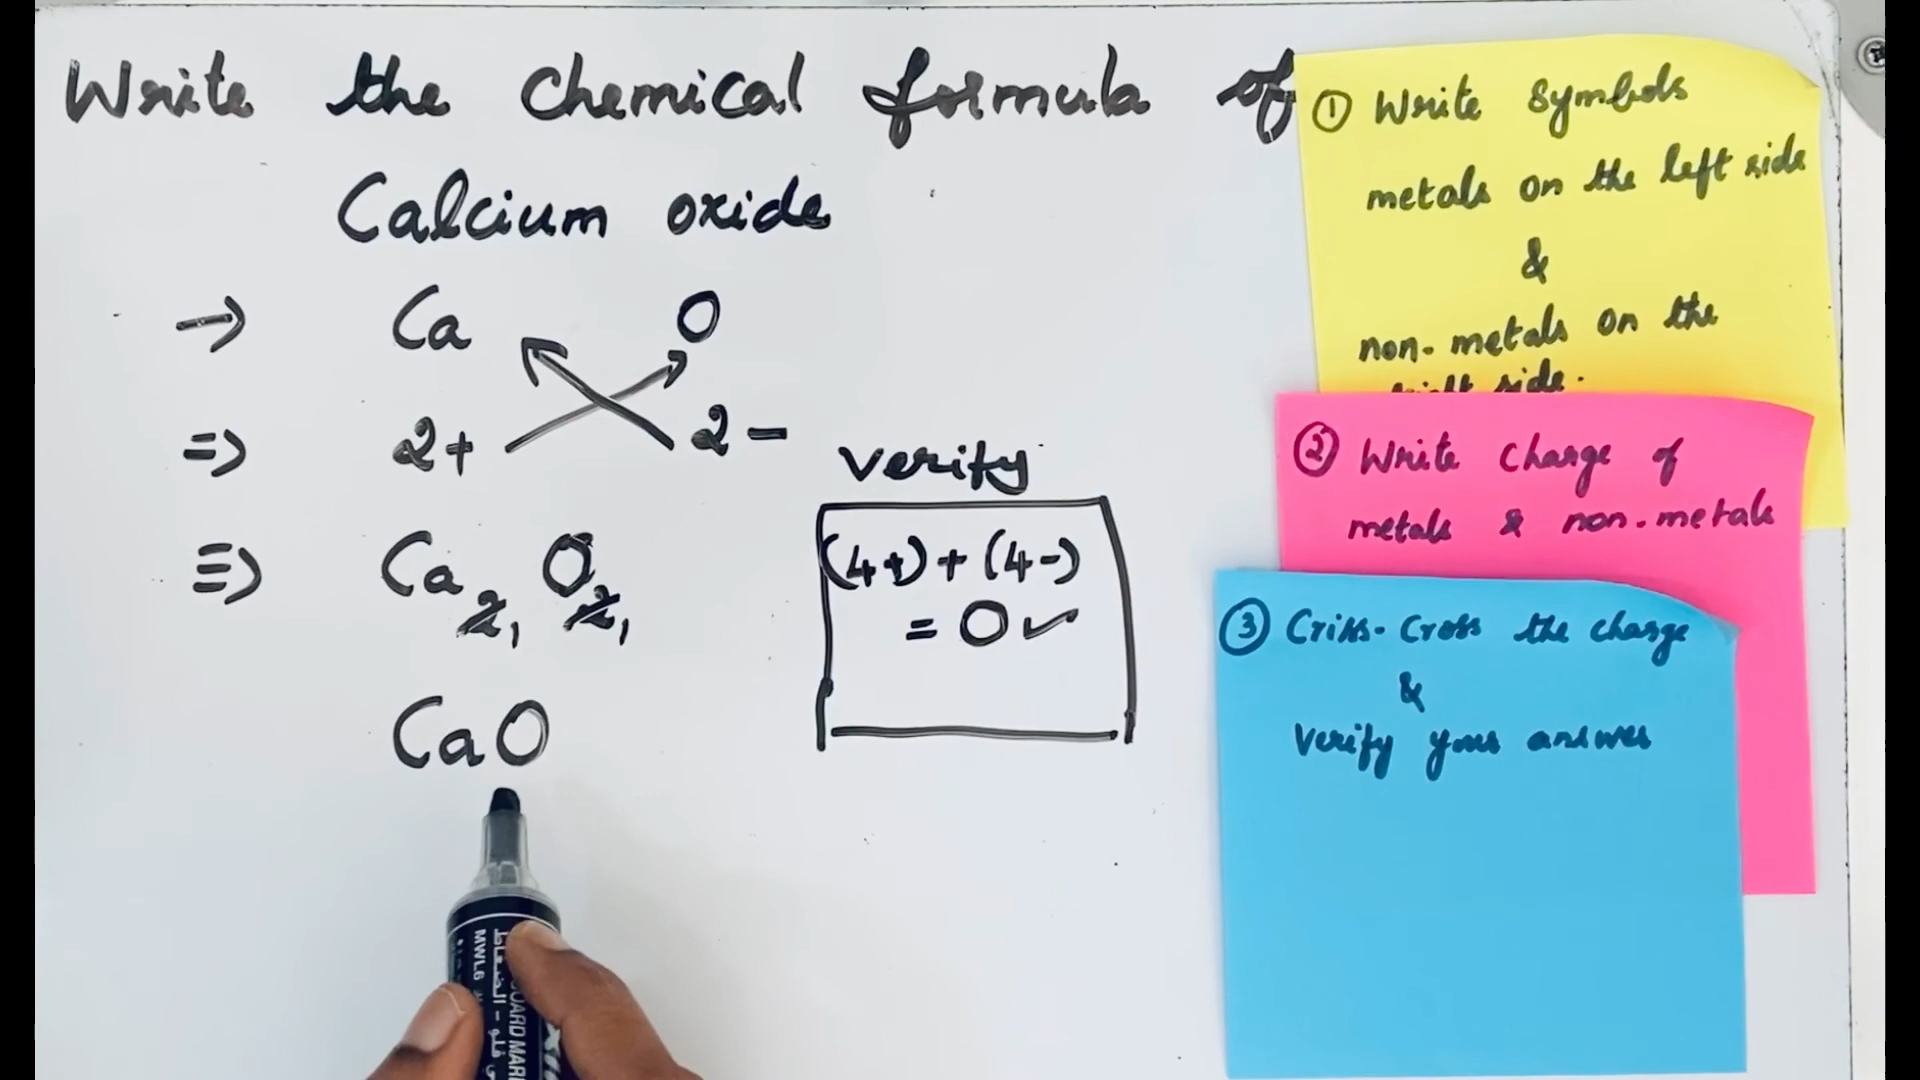 Write the chemical formula of
Calcium oxide
→ Ca O
⇒ 2+ 2-
Ca2̶1 O2̶1
CaO
verify
(4+)+(4-)
= 0✓
① Write Symbols
metals on the left side
&
non-metals on the
side.
② Write Charge of
metals & non-metals
③ Criss-Cross the charge
&
Verify your answer
MWL6